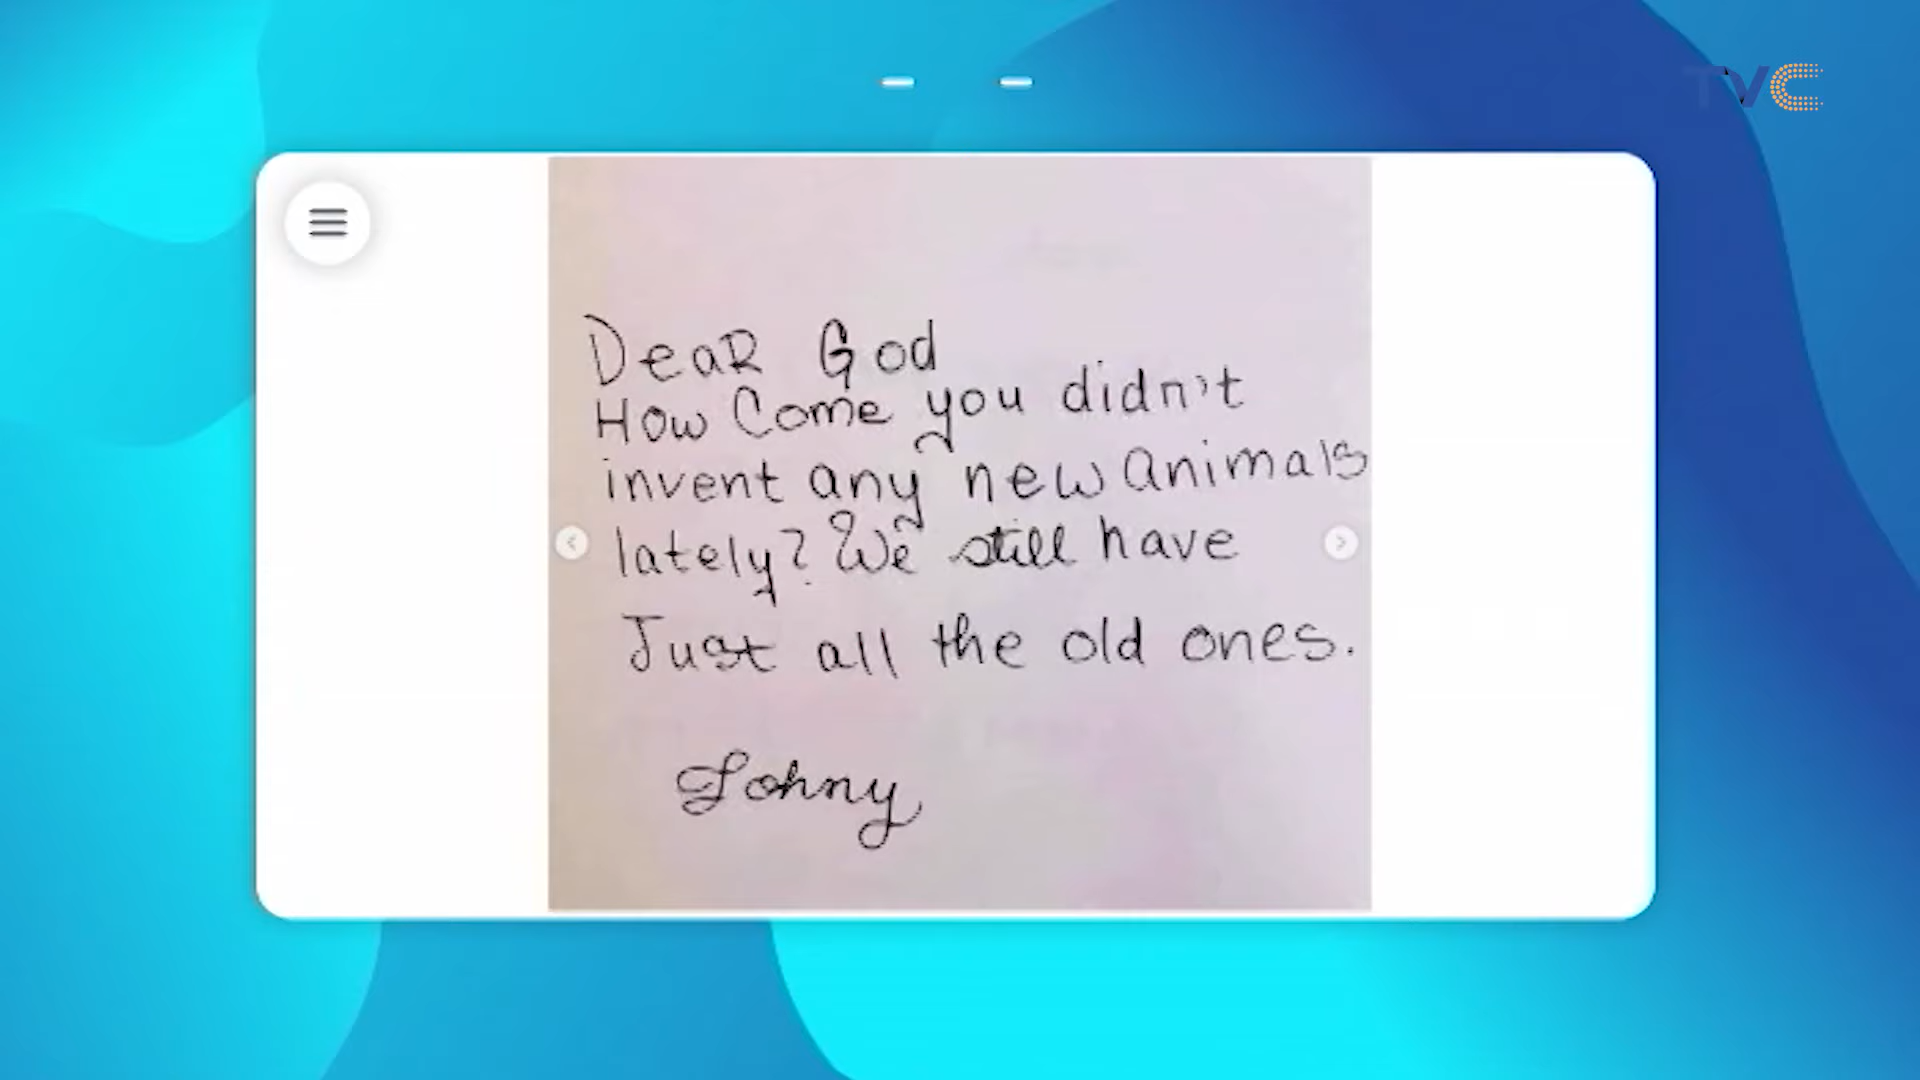 TVC
Dear God
How Come you didn't
invent any new animals
lately? We still have
Just all the old ones.
Johny